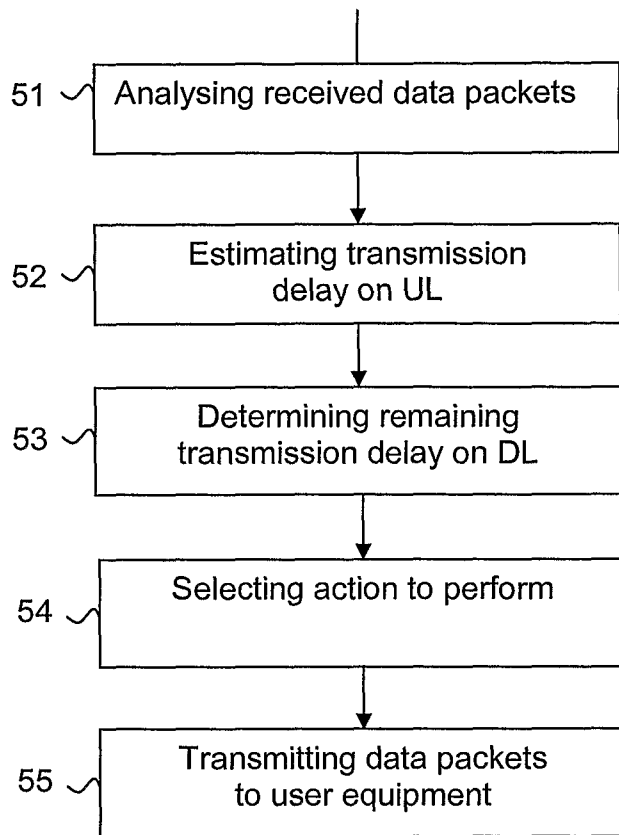 51 Analysing received data packets
52 Estimating transmission
delay on UL
53 Determining remaining
transmission delay on DL
54 Selecting action to perform
55 Transmitting data packets
to user equipment